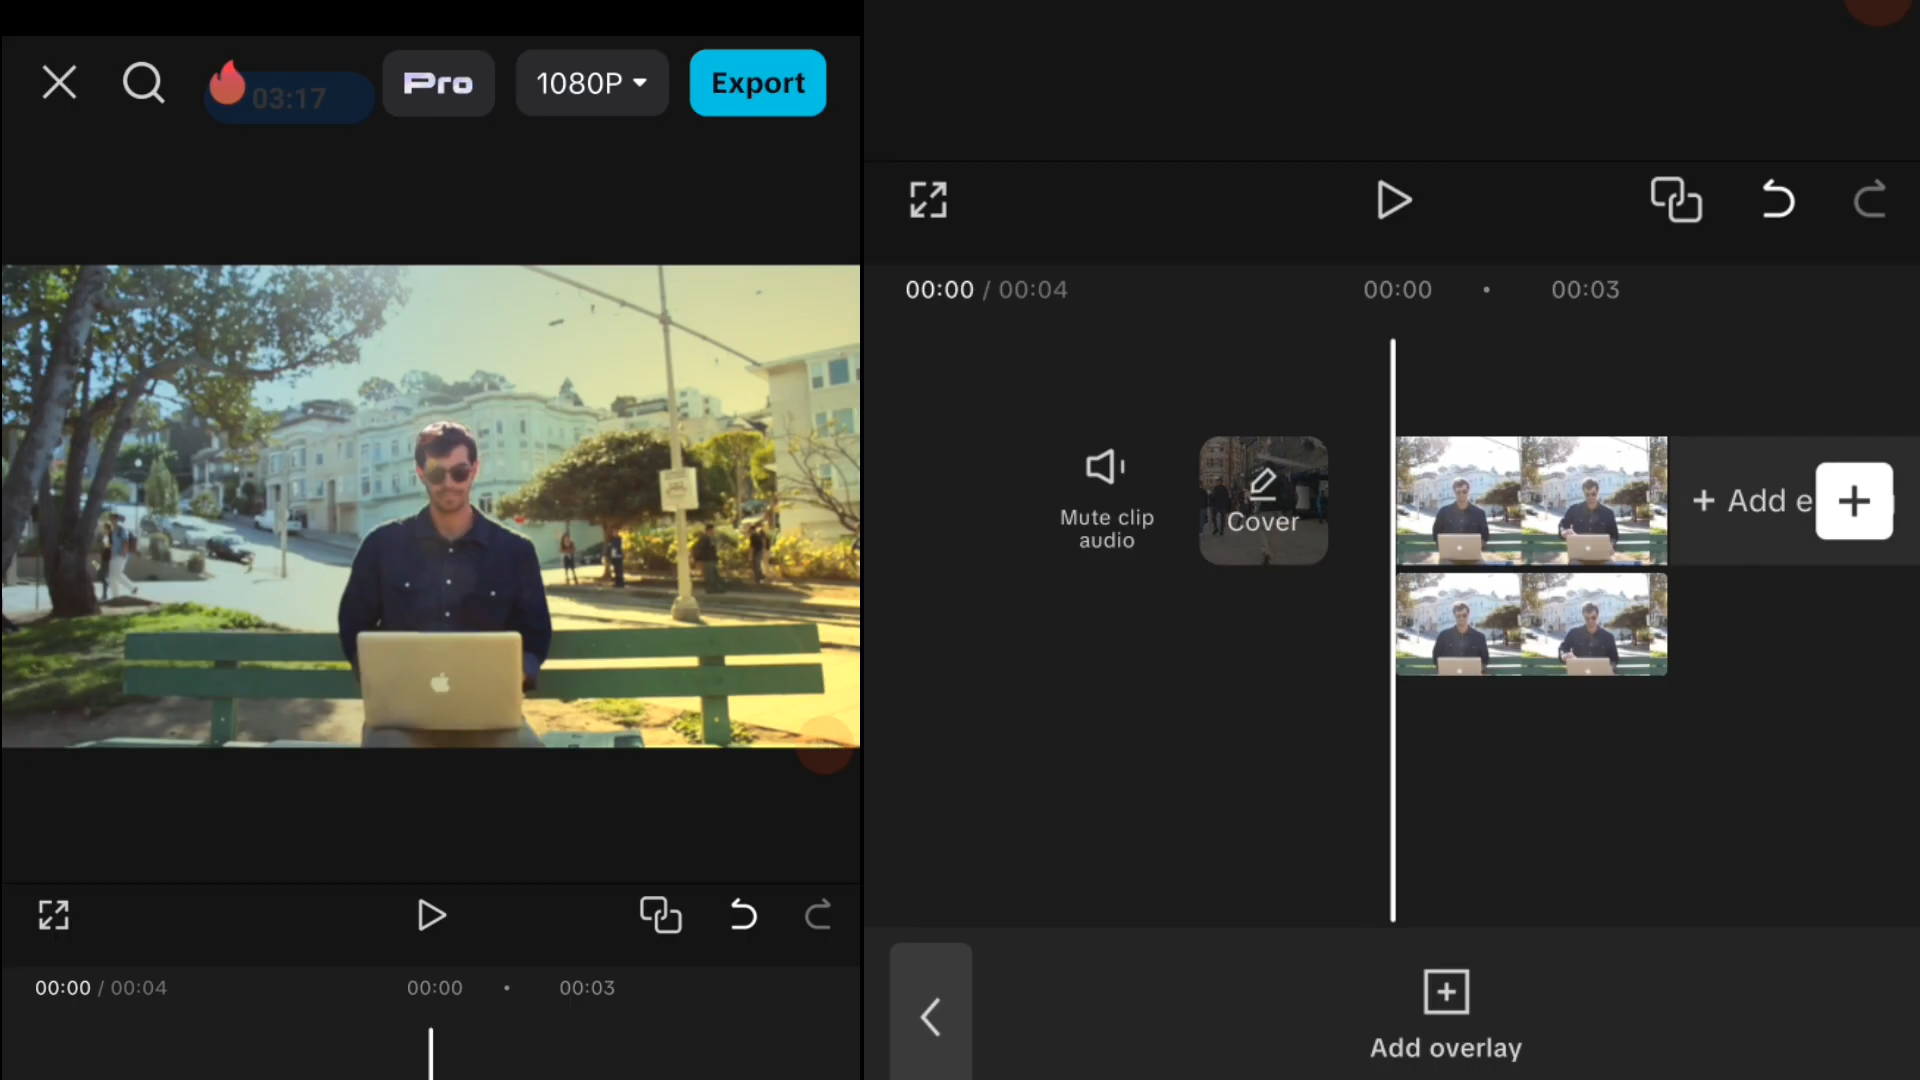 03:17
Pro
1080P
Export
00:00 / 00:04
00:00
00:03
00:00 / 00:04
00:00
00:03
Mute clip
audio
Cover
+ Add e
Add overlay